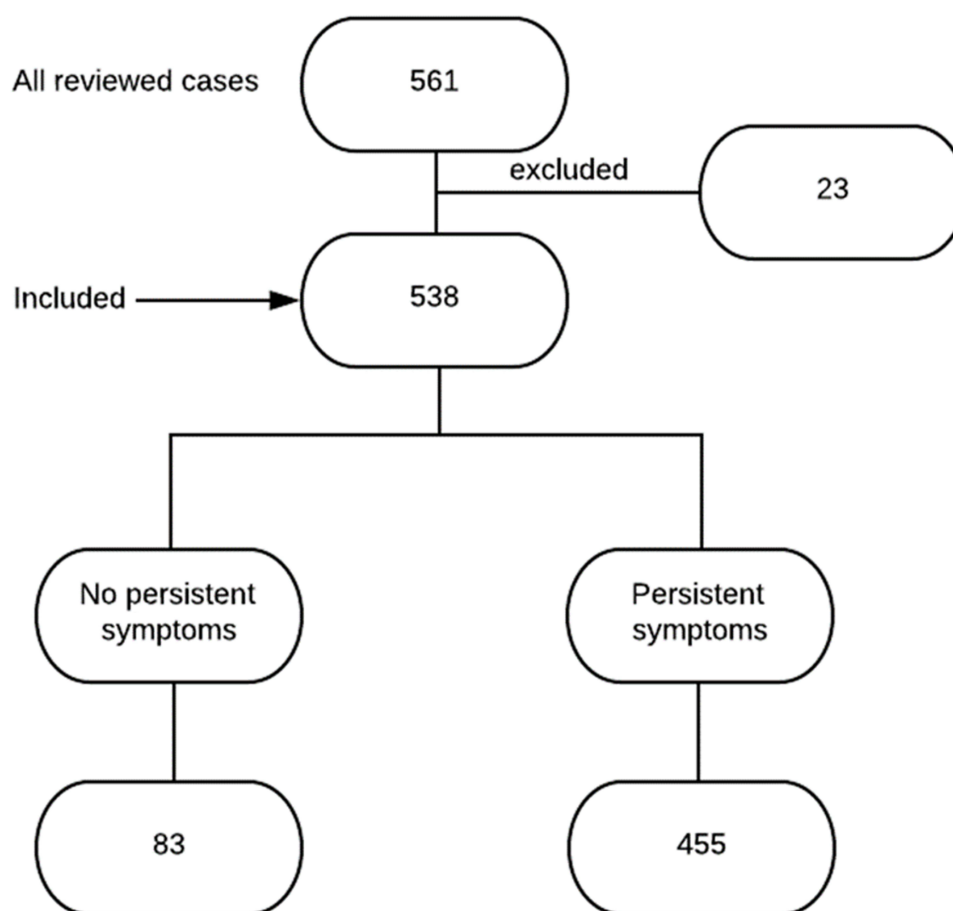 All reviewed cases
561
excluded
23
Included
538
No persistent
symptoms
Persistent
symptoms
83
455